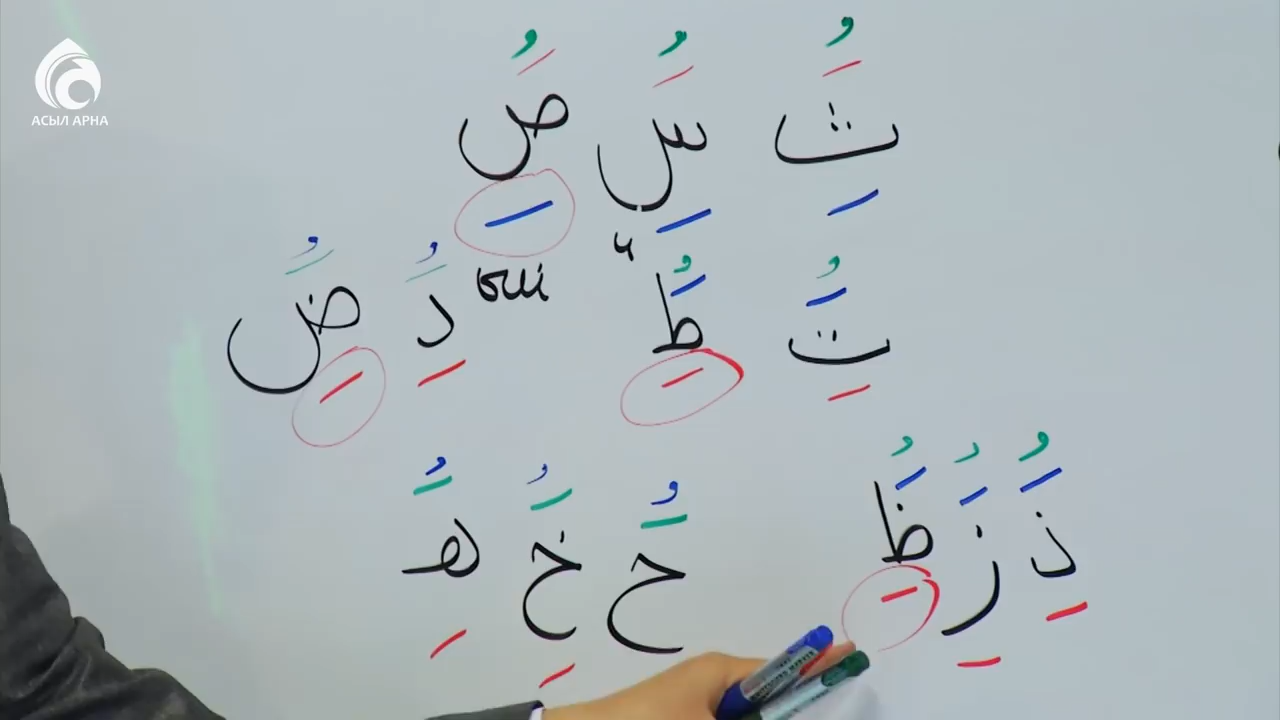 АСЫЛ АРНА
ثَُِ سَُِ صَُِ
تَُِ طَُِ دَُِ ضَُِ
ذَُِ زَُِ ظَُِ
حَُ خَُِ هَُِ